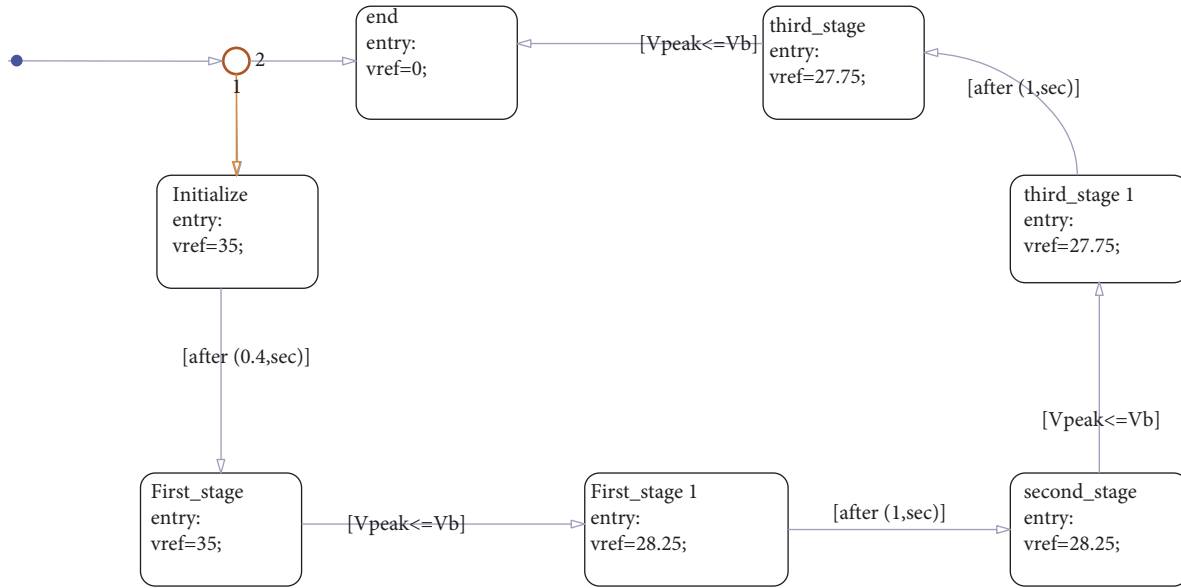 end
entry:
vref=0;
[Vpeak<=Vb]
third_stage
entry:
vref=27.75;
2
1
[after (1,sec)]
Initialize
entry:
vref=35;
third_stage 1
entry:
vref=27.75;
[after (0.4,sec)]
[Vpeak<=Vb]
First_stage
entry:
vref=35;
[Vpeak<=Vb]
First_stage 1
entry:
vref=28.25;
[after (1,sec)]
second_stage
entry:
vref=28.25;